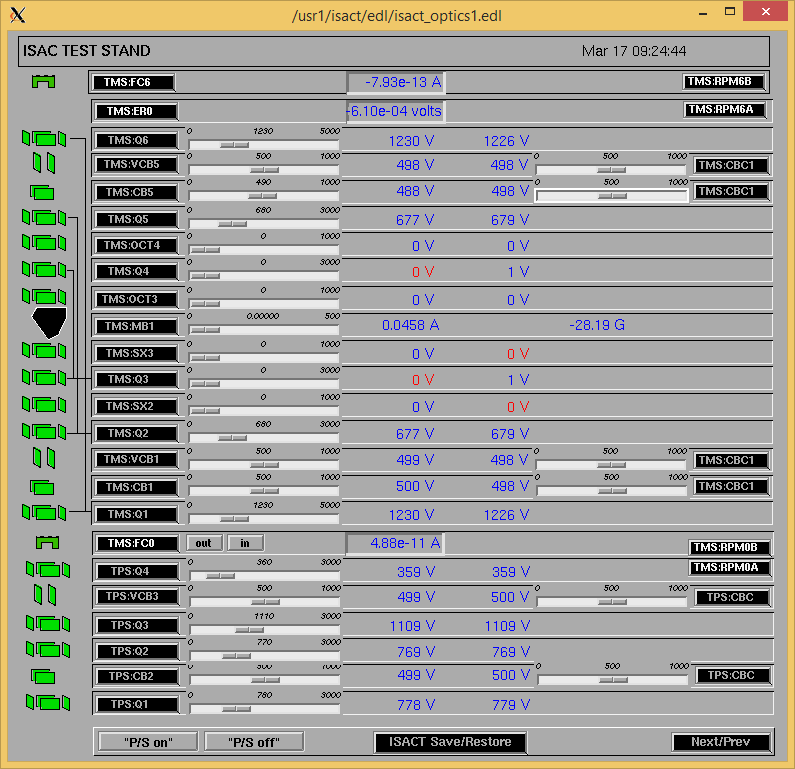 /usr1/isact/edl/isact_optics1.edl
ISAC TEST STAND Mar 17 09:24:44
TMS:FC6 -7.93e-13 A TMS:RPM6B
TMS:ER0 -6.10e-04 volts TMS:RPM6A
TMS:Q6 0 1230 5000 1230 V 1226 V
TMS:VCB5 0 500 1000 498 V 498 V 0 500 1000 TMS:CBC1
TMS:CB5 0 490 1000 488 V 498 V 0 500 1000 TMS:CBC1
TMS:Q5 0 680 3000 677 V 679 V
TMS:OCT4 0 0 1000 0 V 0 V
TMS:Q4 0 0 3000 0 V 1 V
TMS:OCT3 0 0 1000 0 V 0 V
TMS:MB1 0 0.00000 500 0.0458 A -28.19 G
TMS:SX3 0 0 1000 0 V 0 V
TMS:Q3 0 0 3000 0 V 1 V
TMS:SX2 0 0 1000 0 V 0 V
TMS:Q2 0 680 3000 677 V 679 V
TMS:VCB1 0 500 1000 499 V 498 V 0 500 1000 TMS:CBC1
TMS:CB1 0 500 1000 500 V 498 V 0 500 1000 TMS:CBC1
TMS:Q1 0 1230 5000 1230 V 1226 V
TMS:FC0 out in 4.88e-11 A TMS:RPM0B
TPS:Q4 0 360 3000 359 V 359 V TMS:RPM0A
TPS:VCB3 0 500 1000 499 V 500 V 0 500 1000 TPS:CBC
TPS:Q3 0 1110 3000 1109 V 1109 V
TPS:Q2 0 770 3000 769 V 769 V
TPS:CB2 0 500 1000 499 V 500 V 0 500 1000 TPS:CBC
TPS:Q1 0 780 3000 778 V 779 V
"P/S on" "P/S off" ISACT Save/Restore Next/Prev